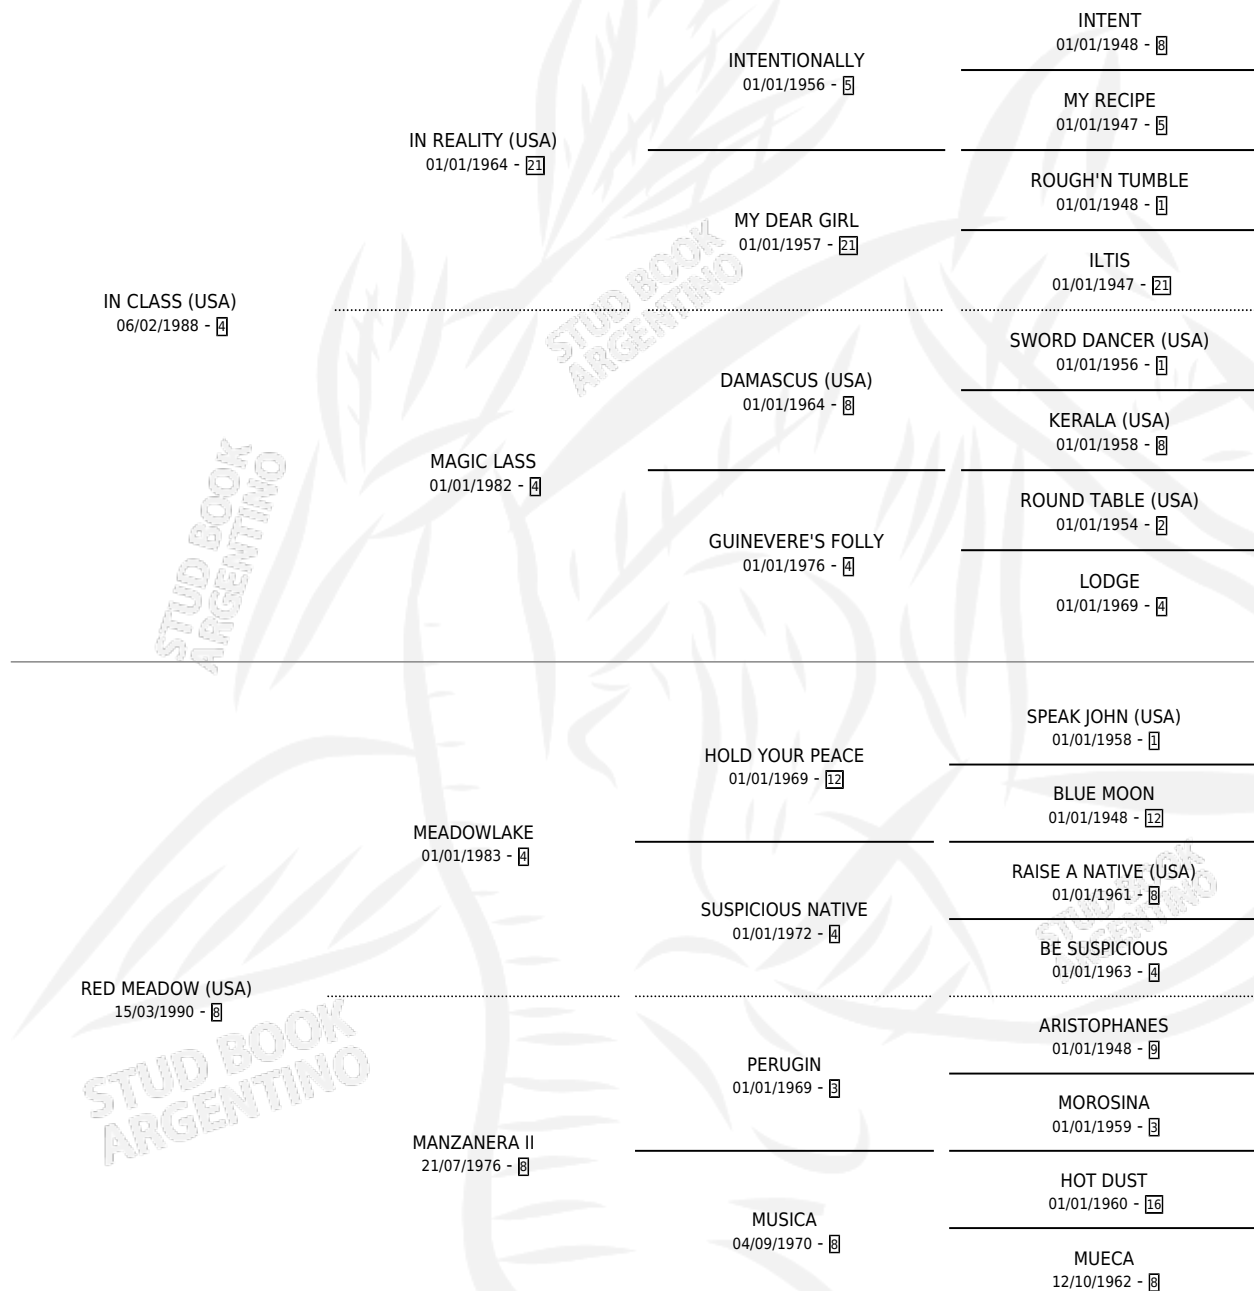 INTENT
01/01/1948 - 8
INTENTIONALLY
01/01/1956 - 5
MY RECIPE
01/01/1947 - 5
IN REALITY (USA)
01/01/1964 - 21
ROUGH'N TUMBLE
01/01/1948 - 1
MY DEAR GIRL
01/01/1957 - 21
ILTIS
01/01/1947 - 21
IN CLASS (USA)
06/02/1988 - 4
SWORD DANCER (USA)
01/01/1956 - 1
DAMASCUS (USA)
01/01/1964 - 8
KERALA (USA)
01/01/1958 - 8
MAGIC LASS
01/01/1982 - 4
ROUND TABLE (USA)
01/01/1954 - 2
GUINEVERE'S FOLLY
01/01/1976 - 4
LODGE
01/01/1969 - 4
SPEAK JOHN (USA)
01/01/1958 - 1
HOLD YOUR PEACE
01/01/1969 - 12
BLUE MOON
01/01/1948 - 12
MEADOWLAKE
01/01/1983 - 4
RAISE A NATIVE (USA)
01/01/1961 - 8
SUSPICIOUS NATIVE
01/01/1972 - 4
BE SUSPICIOUS
01/01/1963 - 4
RED MEADOW (USA)
15/03/1990 - 8
ARISTOPHANES
01/01/1948 - 9
PERUGIN
01/01/1969 - 3
MOROSINA
01/01/1959 - 3
MANZANERA II
21/07/1976 - 8
HOT DUST
01/01/1960 - 16
MUSICA
04/09/1970 - 8
MUECA
12/10/1962 - 8
STUD BOOK
ARGENTINO
STUD BOOK
ARGENTINO
STUD BOOK
ARGENTINO
STUD BOOK
ARGENTINO